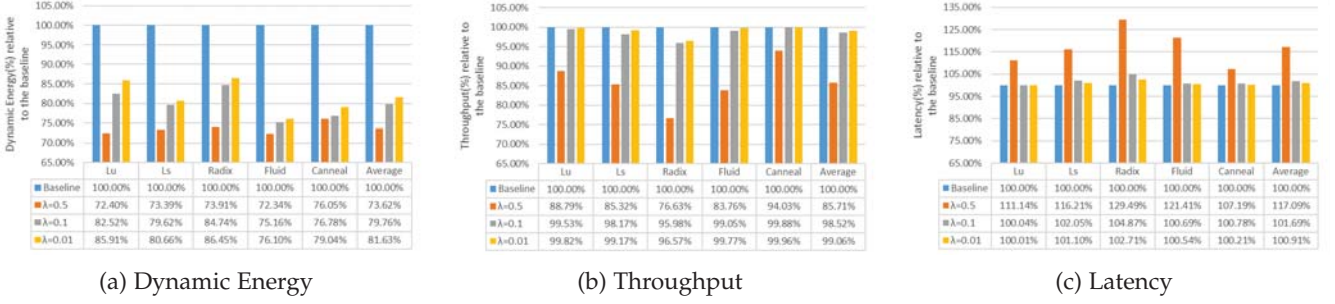 Dynamic Energy(%) relative
to the baseline
105.00%
100.00%
95.00%
90.00%
85.00%
80.00%
75.00%
70.00%
65.00%
Lu Ls Radix Fluid Canneal Average
Baseline 100.00% 100.00% 100.00% 100.00% 100.00% 100.00%
λ=0.5 72.40% 73.39% 73.91% 72.34% 76.05% 73.62%
λ=0.1 82.52% 79.62% 84.74% 75.16% 76.78% 79.76%
λ=0.01 85.91% 80.66% 86.45% 76.10% 79.04% 81.63%
(a) Dynamic Energy
Throughput(%) relative to
the baseline
105.00%
100.00%
95.00%
90.00%
85.00%
80.00%
75.00%
70.00%
65.00%
Lu Ls Radix Fluid Canneal Average
Baseline 100.00% 100.00% 100.00% 100.00% 100.00% 100.00%
λ=0.5 88.79% 85.32% 76.63% 83.76% 94.03% 85.71%
λ=0.1 99.53% 98.17% 95.98% 99.05% 99.88% 98.52%
λ=0.01 99.82% 99.17% 96.57% 99.77% 99.96% 99.06%
(b) Throughput
Latency(%) relative to
the baseline
135.00%
125.00%
115.00%
105.00%
95.00%
85.00%
75.00%
65.00%
Lu Ls Radix Fluid Canneal Average
Baseline 100.00% 100.00% 100.00% 100.00% 100.00% 100.00%
λ=0.5 111.14% 116.21% 129.49% 121.41% 107.19% 117.09%
λ=0.1 100.04% 102.05% 104.87% 100.69% 100.78% 101.69%
λ=0.01 100.01% 101.10% 102.71% 100.54% 100.21% 100.91%
(c) Latency